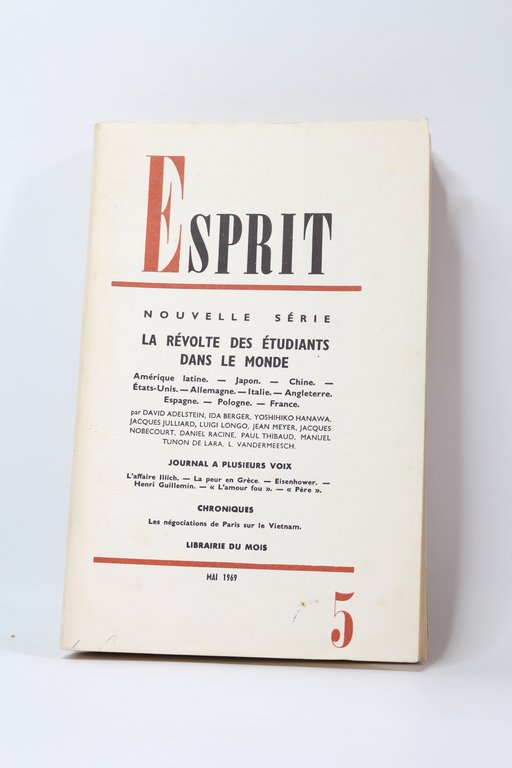 ESPRIT
NOUVELLE SÉRIE
LA RÉVOLTE DES ÉTUDIANTS
DANS LE MONDE
Amérique latine. — Japon. — Chine. —
États-Unis. — Allemagne. — Italie. — Angleterre.
Espagne. — Pologne. — France.
par DAVID ADELSTEIN, IDA BERGER, YOSHIHIKO HANAWA,
JACQUES JULLIARD, LUIGI LONGO, JEAN MEYER, JACQUES
NOBECOURT, DANIEL RACINE, PAUL THIBAUD, MANUEL
TUNON DE LARA, L. VANDERMEESCH.
JOURNAL A PLUSIEURS VOIX
L'affaire Illich. — La peur en Grèce. — Eisenhower. —
Henri Guillemin. — « L'amour fou ». — « Père ».
CHRONIQUES
Les négociations de Paris sur le Vietnam.
LIBRAIRIE DU MOIS
MAI 1969
5